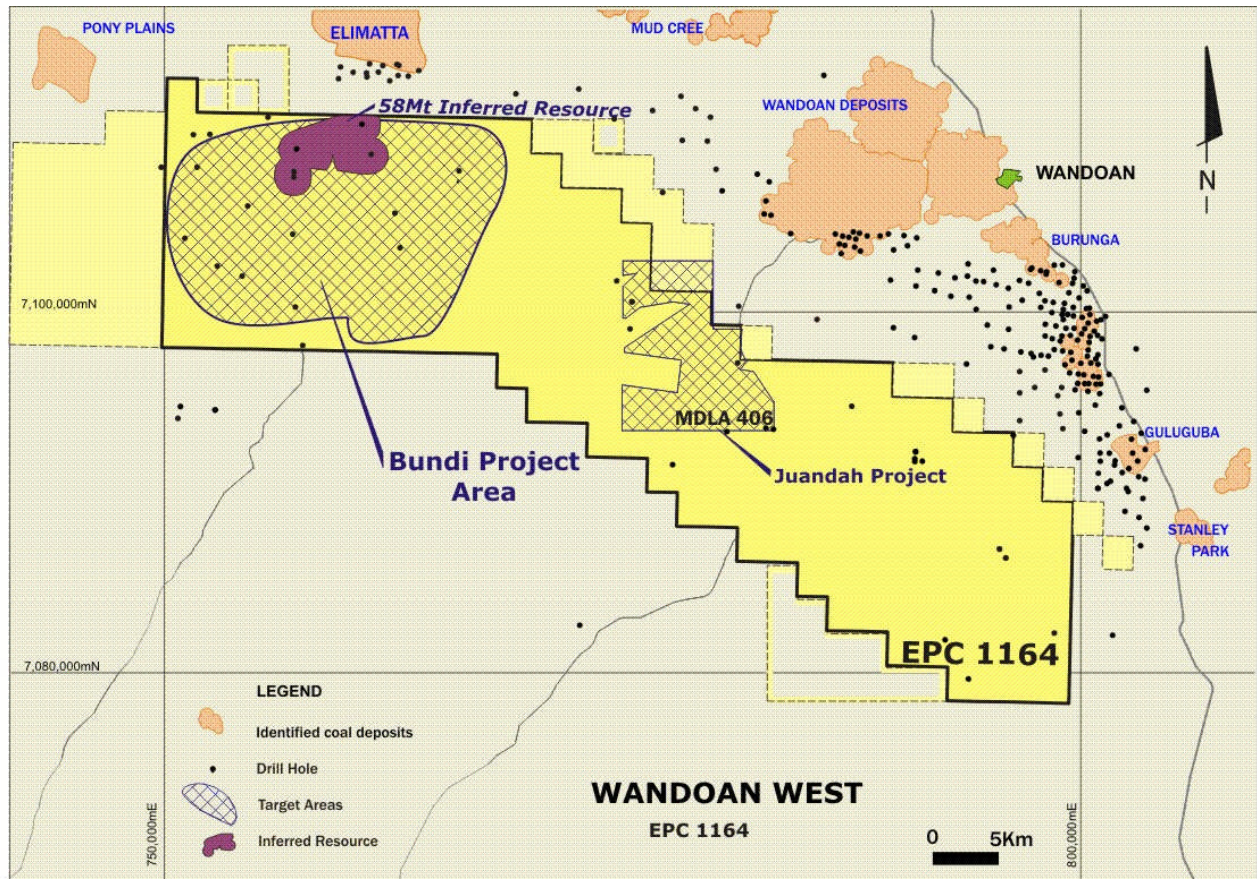 PONY PLAINS
ELIMATTA
MUD CREE
58Mt Inferred Resource
WANDOAN DEPOSITS
WANDOAN
N
BURUNGA
7,100,000mN
MDLA 406
Bundi Project
Area
Juandah Project
GULUGUBA
STANLEY
PARK
EPC 1164
7,080,000mN
LEGEND
Identified coal deposits
Drill Hole
Target Areas
Inferred Resource
WANDOAN WEST
EPC 1164
0 5Km
750,000mE
800,000mE